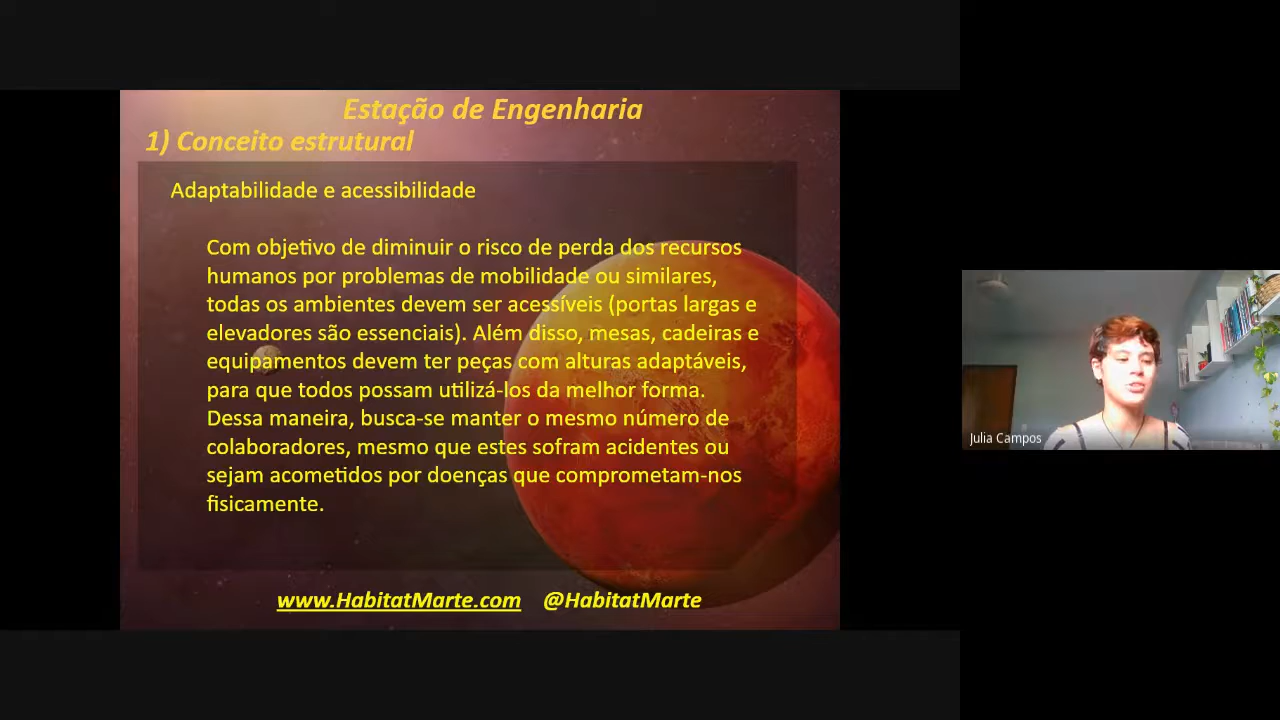 Estação de Engenharia
1) Conceito estrutural
Adaptabilidade e acessibilidade
Com objetivo de diminuir o risco de perda dos recursos
humanos por problemas de mobilidade ou similares,
todas os ambientes devem ser acessíveis (portas largas e
elevadores são essenciais). Além disso, mesas, cadeiras e
equipamentos devem ter peças com alturas adaptáveis,
para que todos possam utilizá-los da melhor forma.
Dessa maneira, busca-se manter o mesmo número de
colaboradores, mesmo que estes sofram acidentes ou
sejam acometidos por doenças que comprometam-nos
fisicamente.
www.HabitatMarte.com @HabitatMarte
Julia Campos